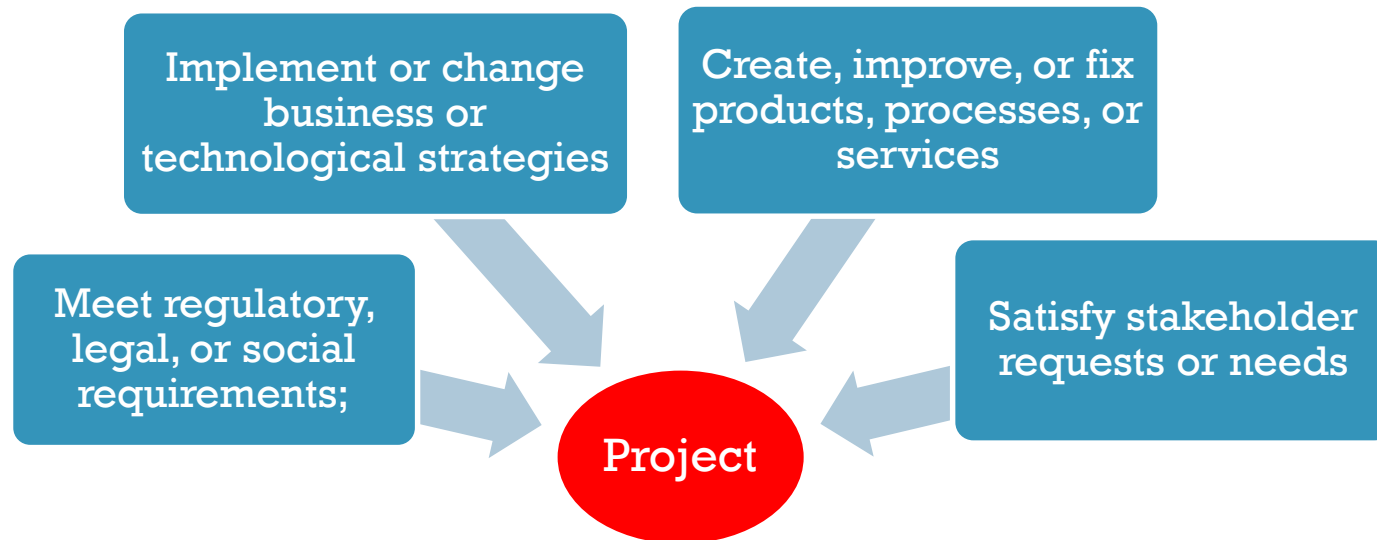 Implement or change
business or
technological strategies
Create, improve, or fix
products, processes, or
services
Meet regulatory,
legal, or social
requirements;
Satisfy stakeholder
requests or needs
Project